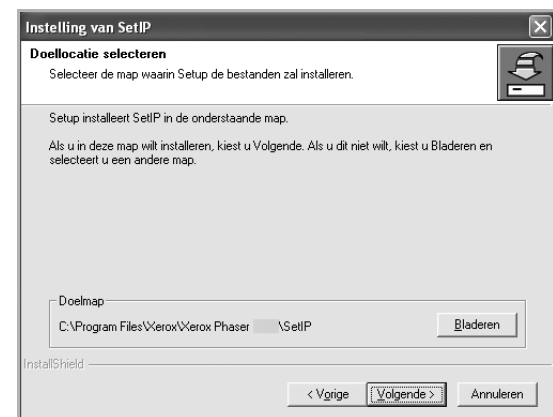 Instelling van SetIP
Doellocatie selecteren
Selecteer de map waarin Setup de bestanden zal installeren.
Setup installeert SetIP in de onderstaande map.
Als u in deze map wilt installeren, kiest u Volgende. Als u dit niet wilt, kiest u Bladeren en
selecteert u een andere map.
Doelmap
C:\Program Files\Xerox\Xerox Phaser \SetIP
Bladeren
InstallShield
< Vorige
Volgende >
Annuleren